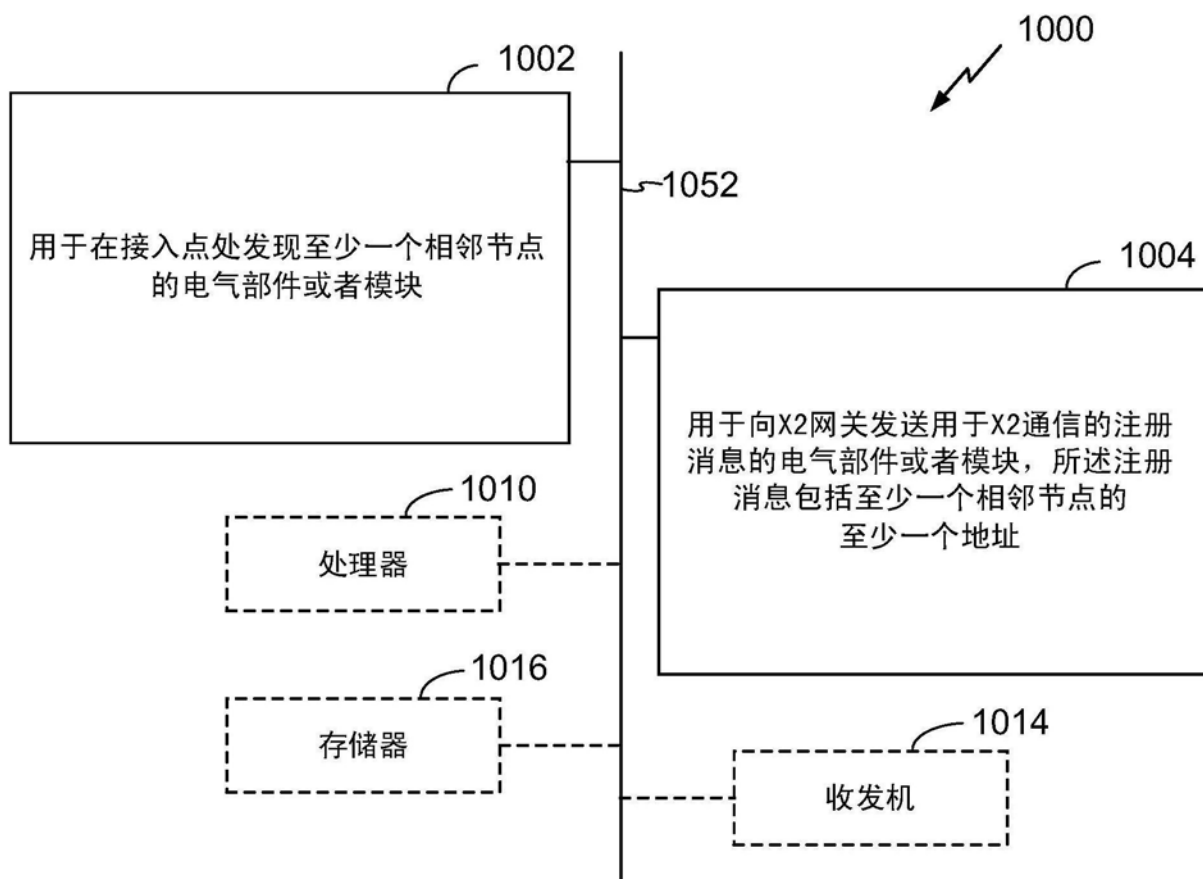 1000
1002
1052
用于在接入点处发现至少一个相邻节点
的电气部件或者模块
1004
用于向X2网关发送用于X2通信的注册
消息的电气部件或者模块，所述注册
消息包括至少一个相邻节点的
至少一个地址
1010
处理器
1016
存储器
1014
收发机